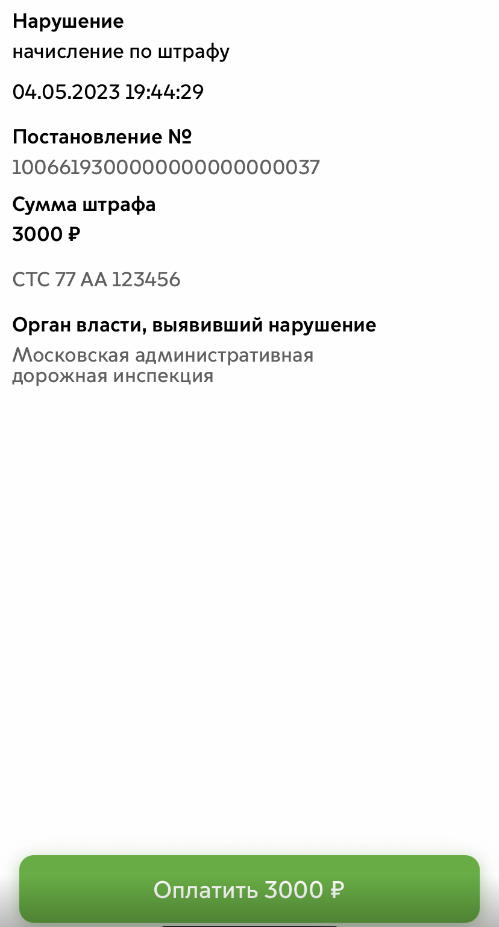 Нарушение
начисление по штрафу
04.05.2023 19:44:29
Постановление №
1006619300000000000000037
Сумма штрафа
3000 ₽
СТС 77 АА 123456
Орган власти, выявивший нарушение
Московская административная
дорожная инспекция
Оплатить 3000 ₽